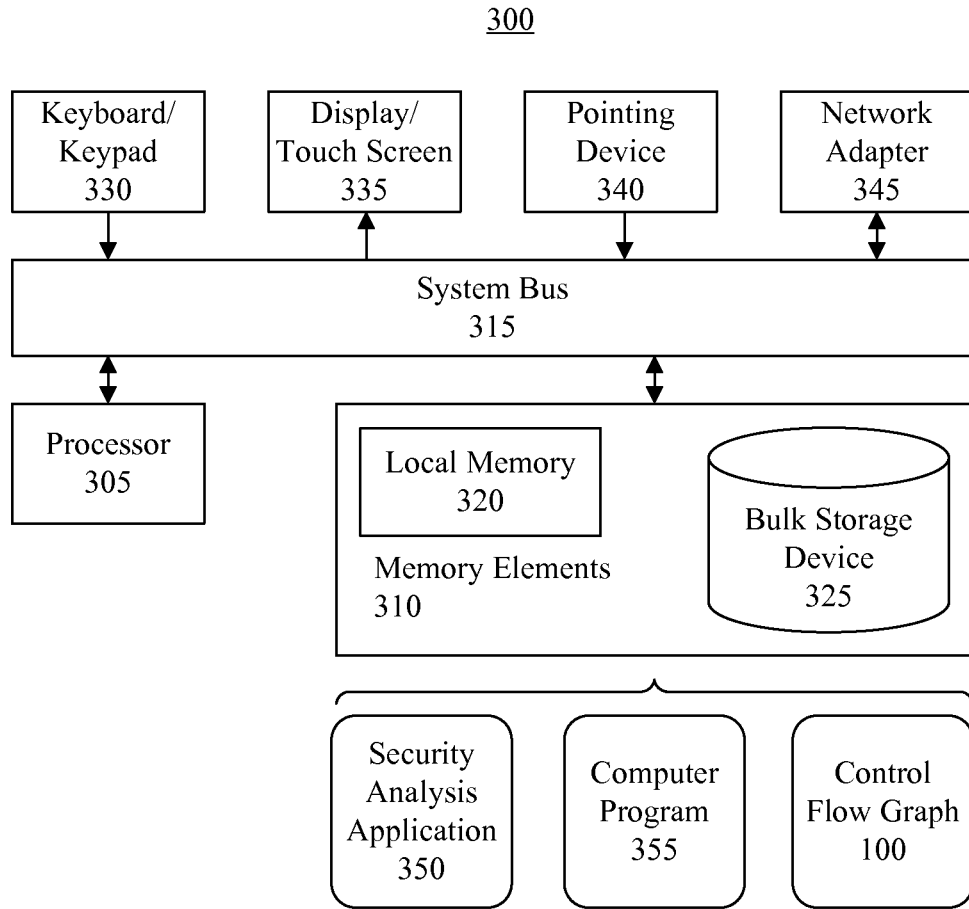 300
Keyboard/
Keypad
330
Display/
Touch Screen
335
Pointing
Device
340
Network
Adapter
345
System Bus
315
Processor
305
Local Memory
320
Memory Elements
310
Bulk Storage
Device
325
Security
Analysis
Application
350
Computer
Program
355
Control
Flow Graph
100